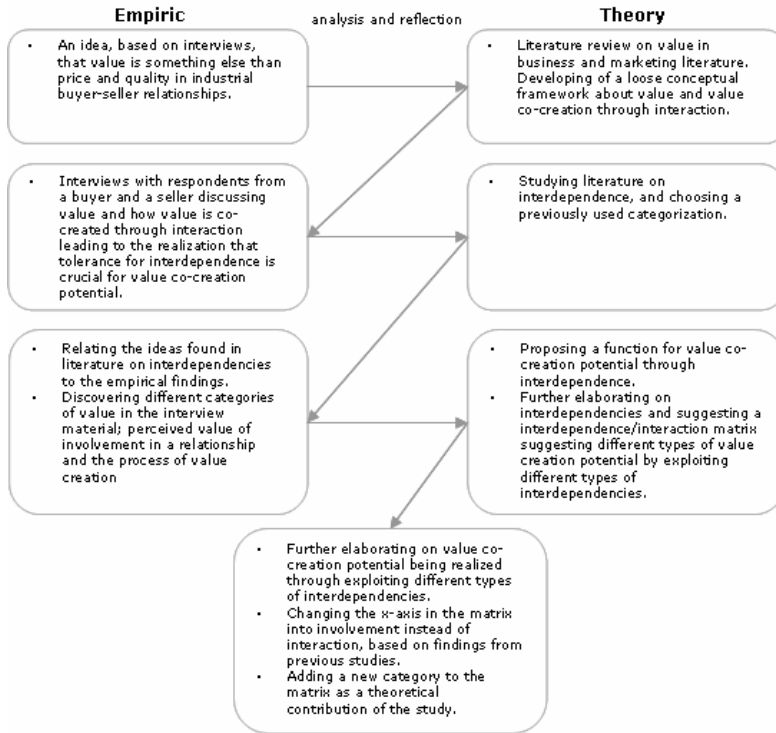 Empiric
analysis and reflection
Theory
• An idea, based on interviews,
that value is something else than
price and quality in industrial
buyer-seller relationships.
• Literature review on value in
business and marketing literature.
Developing of a loose conceptual
framework about value and value
co-creation through interaction.
• Interviews with respondents from
a buyer and a seller discussing
value and how value is co-
created through interaction
leading to the realization that
tolerance for interdependence is
crucial for value co-creation
potential.
• Studying literature on
interdependence, and choosing a
previously used categorization.
• Relating the ideas found in
literature on interdependencies
to the empirical findings.
• Discovering different categories
of value in the interview
material; perceived value of
involvement in a relationship
and the process of value
creation
• Proposing a function for value co-
creation potential through
interdependence.
• Further elaborating on
interdependencies and suggesting a
interdependence/interaction matrix
suggesting different types of value
creation potential by exploiting
different types of
interdependencies.
• Further elaborating on value co-
creation potential being realized
through exploiting different types
of interdependencies.
• Changing the x-axis in the matrix
into involvement instead of
interaction, based on findings from
previous studies.
• Adding a new category to the
matrix as a theoretical
contribution of the study.